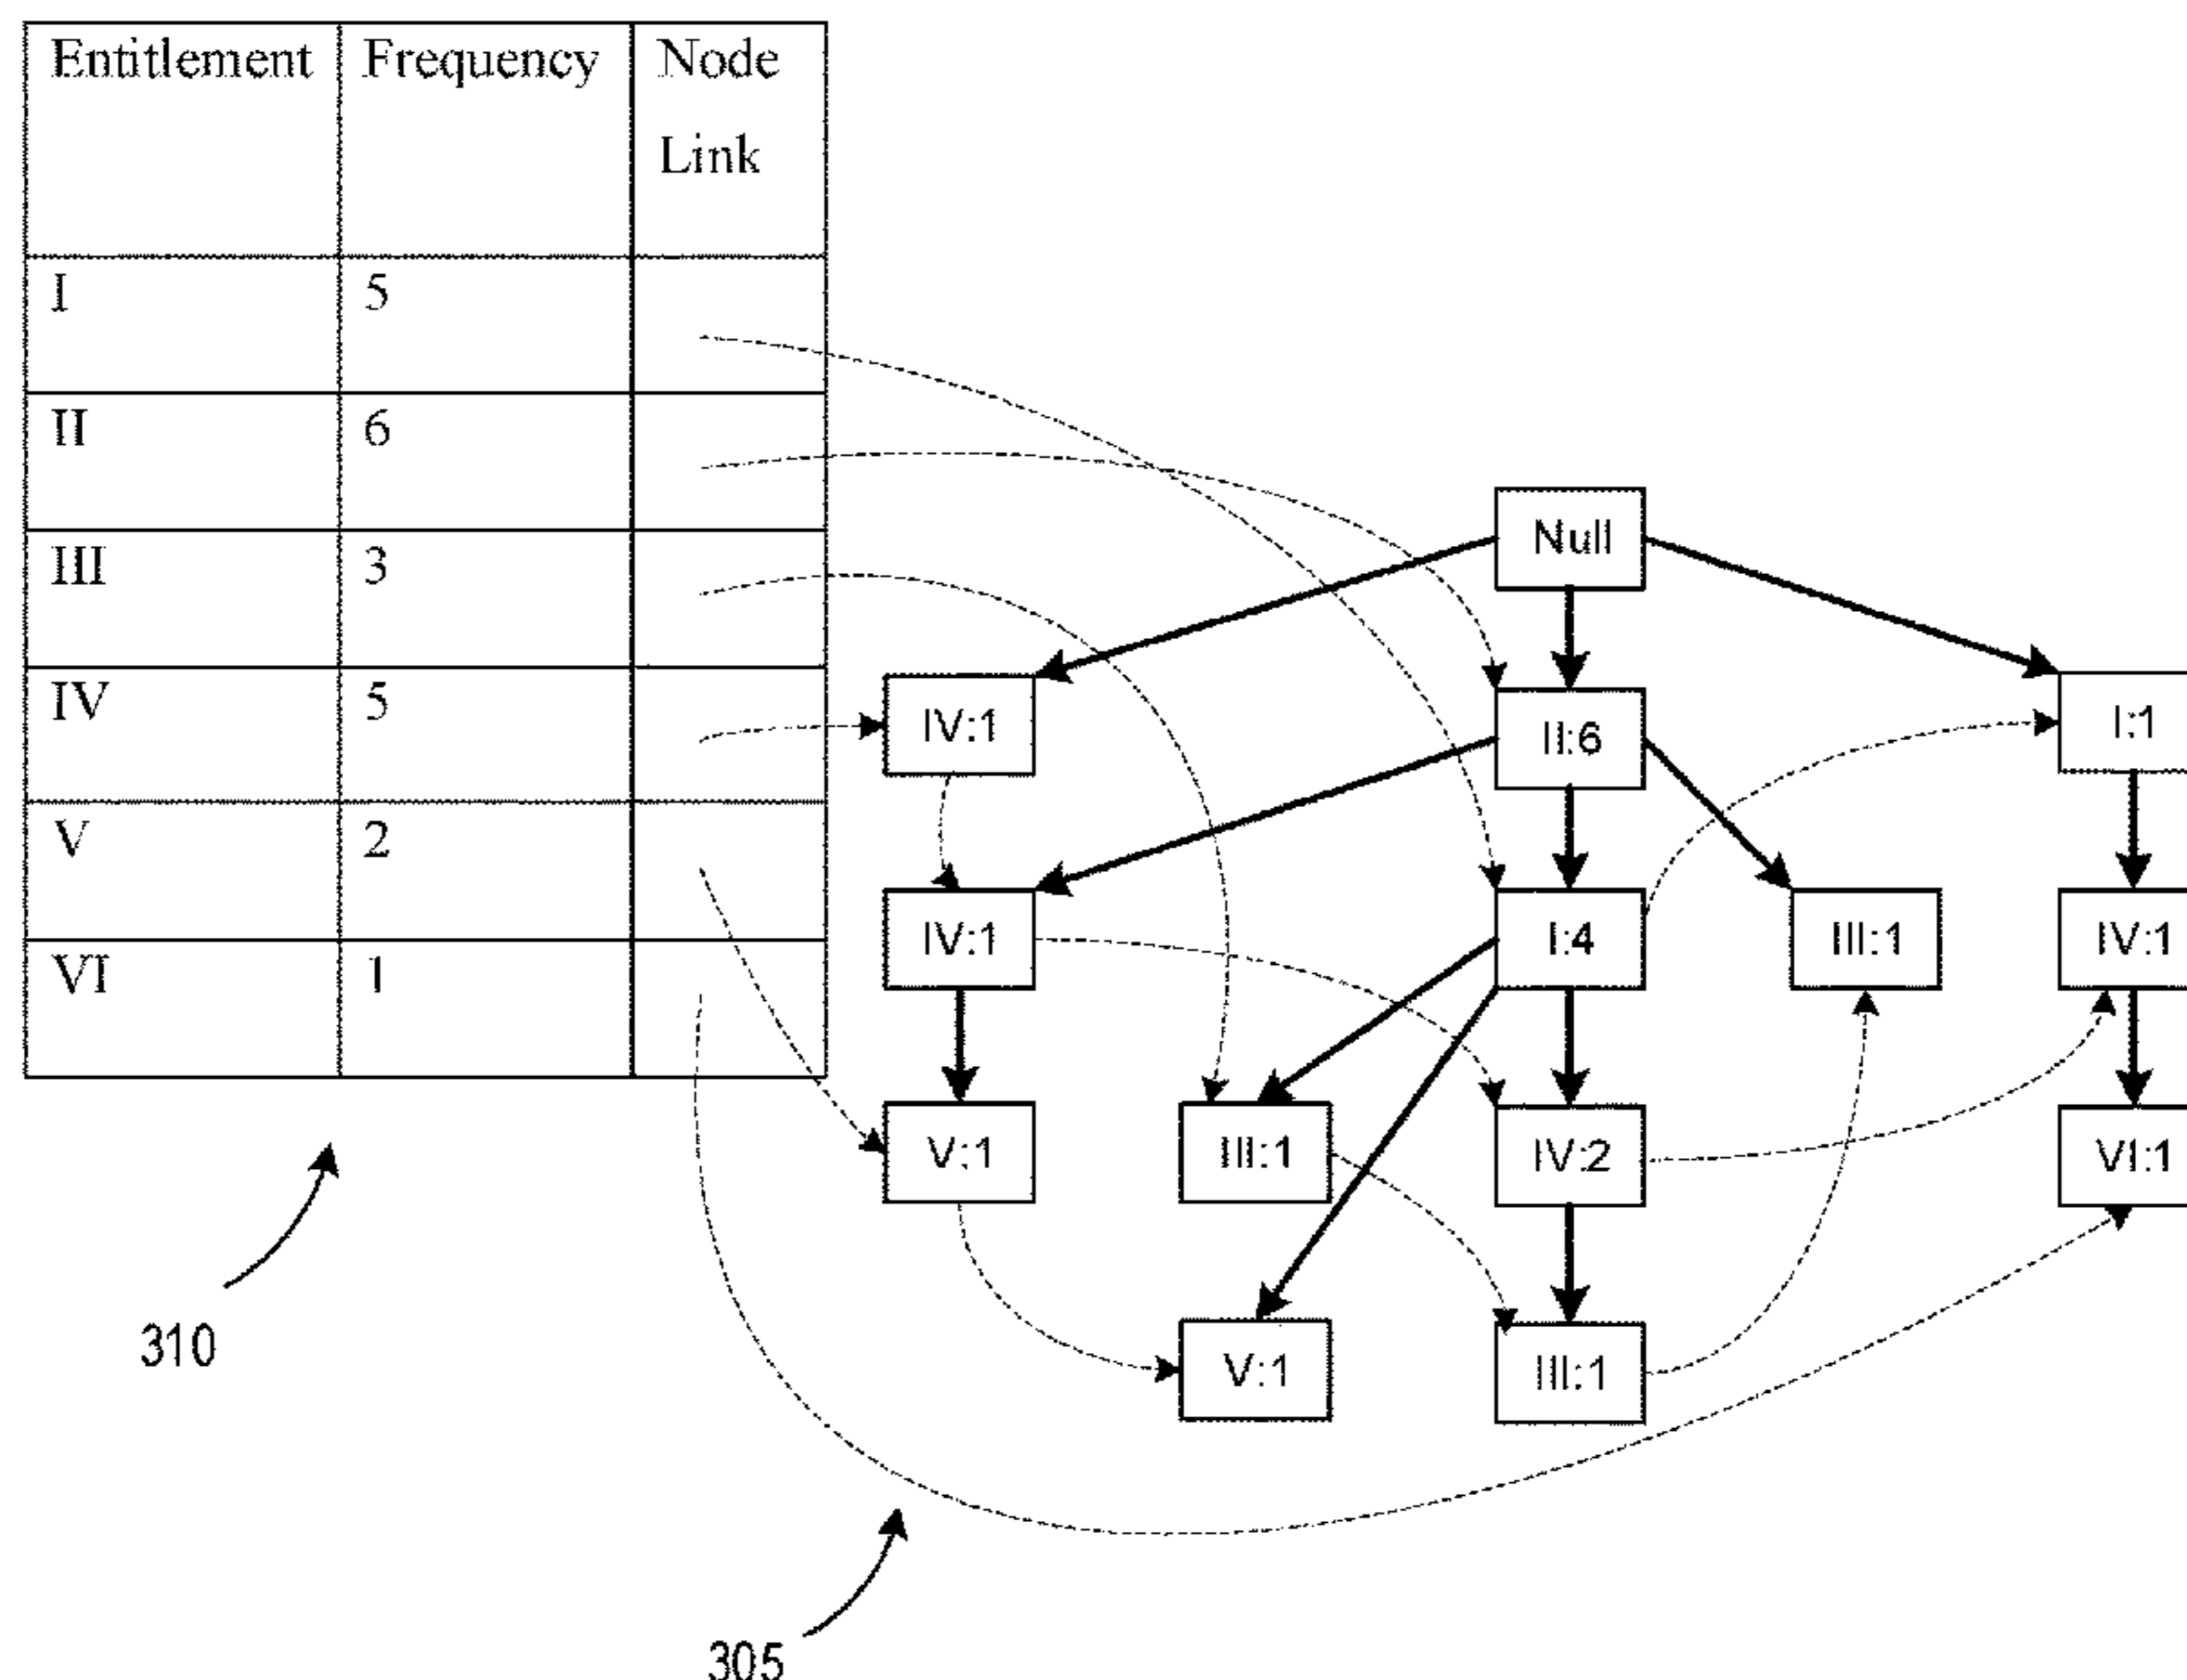 Entitlement Frequency Node
Link
I 5
II 6
III 3
IV 5
V 2
VI 1
Null
IV:1 II:6 I:1
IV:1 I:4 III:1 IV:1
V:1 III:1 IV:2 VI:1
V:1 III:1
310
305